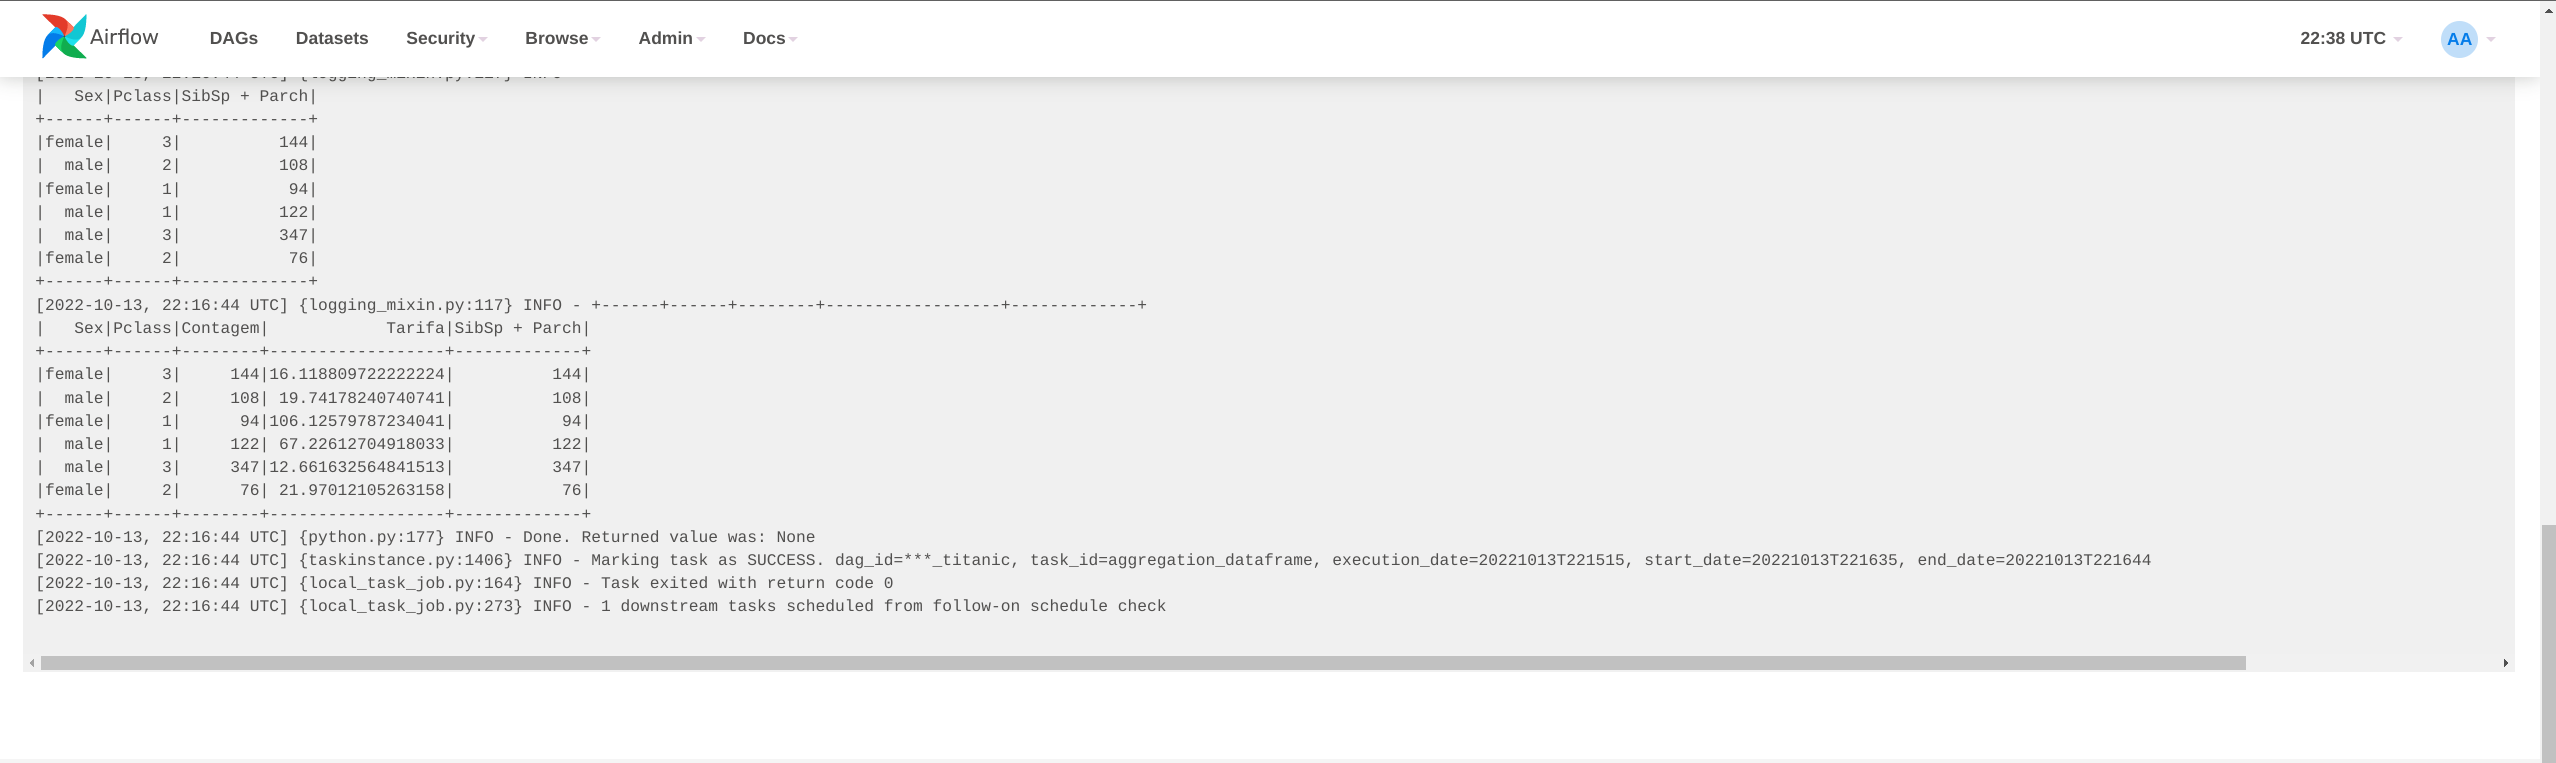 Airflow DAGs Datasets Security Browse Admin Docs 22:38 UTC AA
|   Sex|Pclass|SibSp + Parch|
+------+------+-------------+
|female|     3|          144|
|  male|     2|          108|
|female|     1|           94|
|  male|     1|          122|
|  male|     3|          347|
|female|     2|           76|
+------+------+-------------+
[2022-10-13, 22:16:44 UTC] {logging_mixin.py:117} INFO - +------+------+--------+------------------+-------------+
|   Sex|Pclass|Contagem|            Tarifa|SibSp + Parch|
+------+------+--------+------------------+-------------+
|female|     3|     144|16.118809722222224|          144|
|  male|     2|     108| 19.74178240740741|          108|
|female|     1|      94|106.12579787234041|           94|
|  male|     1|     122| 67.22612704918033|          122|
|  male|     3|     347|12.661632564841513|          347|
|female|     2|      76| 21.97012105263158|           76|
+------+------+--------+------------------+-------------+
[2022-10-13, 22:16:44 UTC] {python.py:177} INFO - Done. Returned value was: None
[2022-10-13, 22:16:44 UTC] {taskinstance.py:1406} INFO - Marking task as SUCCESS. dag_id=***_titanic, task_id=aggregation_dataframe, execution_date=20221013T221515, start_date=20221013T221635, end_date=20221013T221644
[2022-10-13, 22:16:44 UTC] {local_task_job.py:164} INFO - Task exited with return code 0
[2022-10-13, 22:16:44 UTC] {local_task_job.py:273} INFO - 1 downstream tasks scheduled from follow-on schedule check